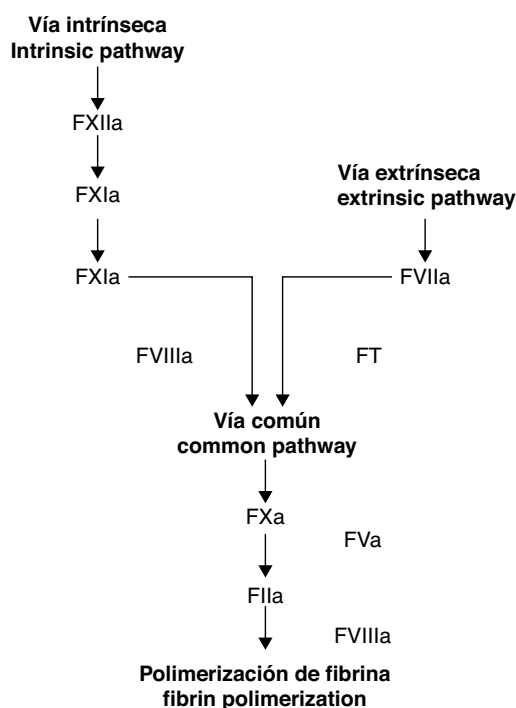 Vía intrínseca
Intrinsic pathway
FXIIa
FXIa
Vía extrínseca
extrinsic pathway
FXIa
FVIIa
FVIIIa
FT
Vía común
common pathway
FXa
FVa
FIIa
FVIIIa
Polimerización de fibrina
fibrin polimerization